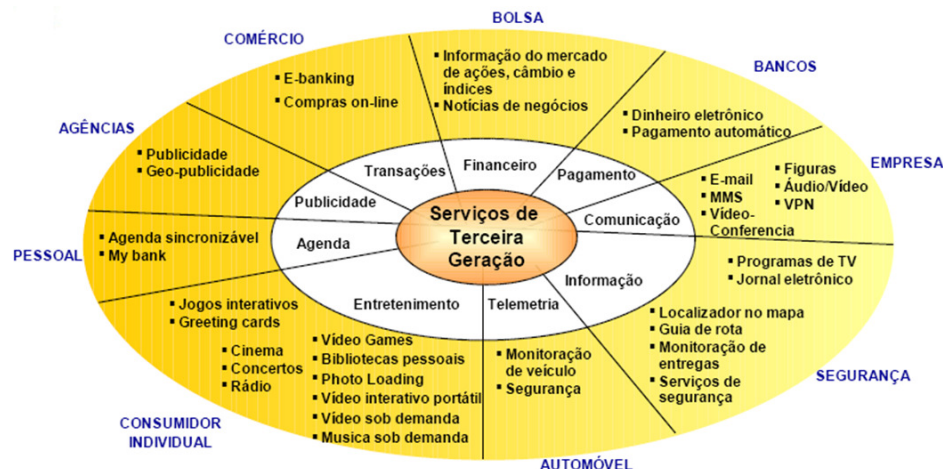 BOLSA
COMÉRCIO
BANCOS
AGÊNCIAS
EMPRESA
PESSOAL
SEGURANÇA
CONSUMIDOR
INDIVIDUAL
AUTOMÓVEL
▪ E-banking
▪ Compras on-line
▪ Informação do mercado
de ações, câmbio e
índices
▪ Notícias de negócios
▪ Dinheiro eletrônico
▪ Pagamento automático
▪ Publicidade
▪ Geo-publicidade
▪ E-mail
▪ MMS
▪ Vídeo-
Conferencia
▪ Figuras
▪ Áudio/Vídeo
▪ VPN
▪ Agenda sincronizável
▪ My bank
▪ Programas de TV
▪ Jornal eletrônico
▪ Localizador no mapa
▪ Guia de rota
▪ Monitoração de
entregas
▪ Serviços de
segurança
▪ Jogos interativos
▪ Greeting cards
▪ Cinema
▪ Concertos
▪ Rádio
▪ Vídeo Games
▪ Bibliotecas pessoais
▪ Photo Loading
▪ Vídeo interativo portátil
▪ Vídeo sob demanda
▪ Musica sob demanda
▪ Monitoração
de veículo
▪ Segurança
Transações
Financeiro
Pagamento
Publicidade
Comunicação
Agenda
Informação
Entretenimento
Telemetria
Serviços de
Terceira
Geração